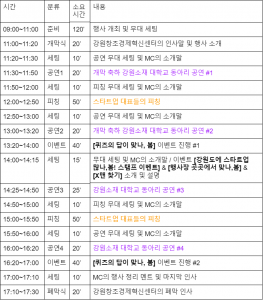 시간 분류 소요 시간 내용
09:00~11:00 준비 120' 행사 개최 및 무대 세팅
11:00~11:20 개막식 20' 강원창조경제혁신센터의 인사말 및 행사 소개
11:20~11:30 세팅 10' 공연 무대 세팅 및 MC의 소개말
11:30~11:50 공연1 20' 개막 축하 강원소재 대학교 동아리 공연 #1
11:50~12:00 세팅 10' 피칭 무대 세팅 및 MC의 소개말
12:00~12:50 피칭 50' 스타트업 대표들의 피칭
12:50~13:00 세팅 10' 공연 무대 세팅 및 MC의 소개말
13:00~13:20 공연2 20' 개막 축하 강원소재 대학교 동아리 공연 #2
13:20~14:00 이벤트 40' [퀴즈의 답이 맞나, 봄] 이벤트 진행 #1
14:00~14:15 세팅 15' 무대 세팅 및 MC의 소개말 / 이벤트 [강원도에 스타트업
많나,봄! 스탬프 이벤트] & [행사장 곳곳에서 맞나,봄] &
[X맨 찾기] 소개 및 설명
14:25~14:50 공연3 25' 강원소재 대학교 동아리 공연 #3
14:50~15:00 세팅 10' 피칭 무대 세팅 및 MC의 소개말
15:00~15:50 피칭 50' 스타트업 대표들의 피칭
15:50~16:00 세팅 10' 공연 무대 세팅 및 MC의 소개말
16:00~16:20 공연4 20' 강원소재 대학교 동아리 공연 #4
16:20~17:00 이벤트 40' [퀴즈의 답이 맞나, 봄] 이벤트 진행 #2
17:00~17:10 세팅 10' MC의 행사 정리 멘트 및 마지막 인사
17:10~17:30 폐막식 20' 강원창조경제혁신센터의 폐막 인사